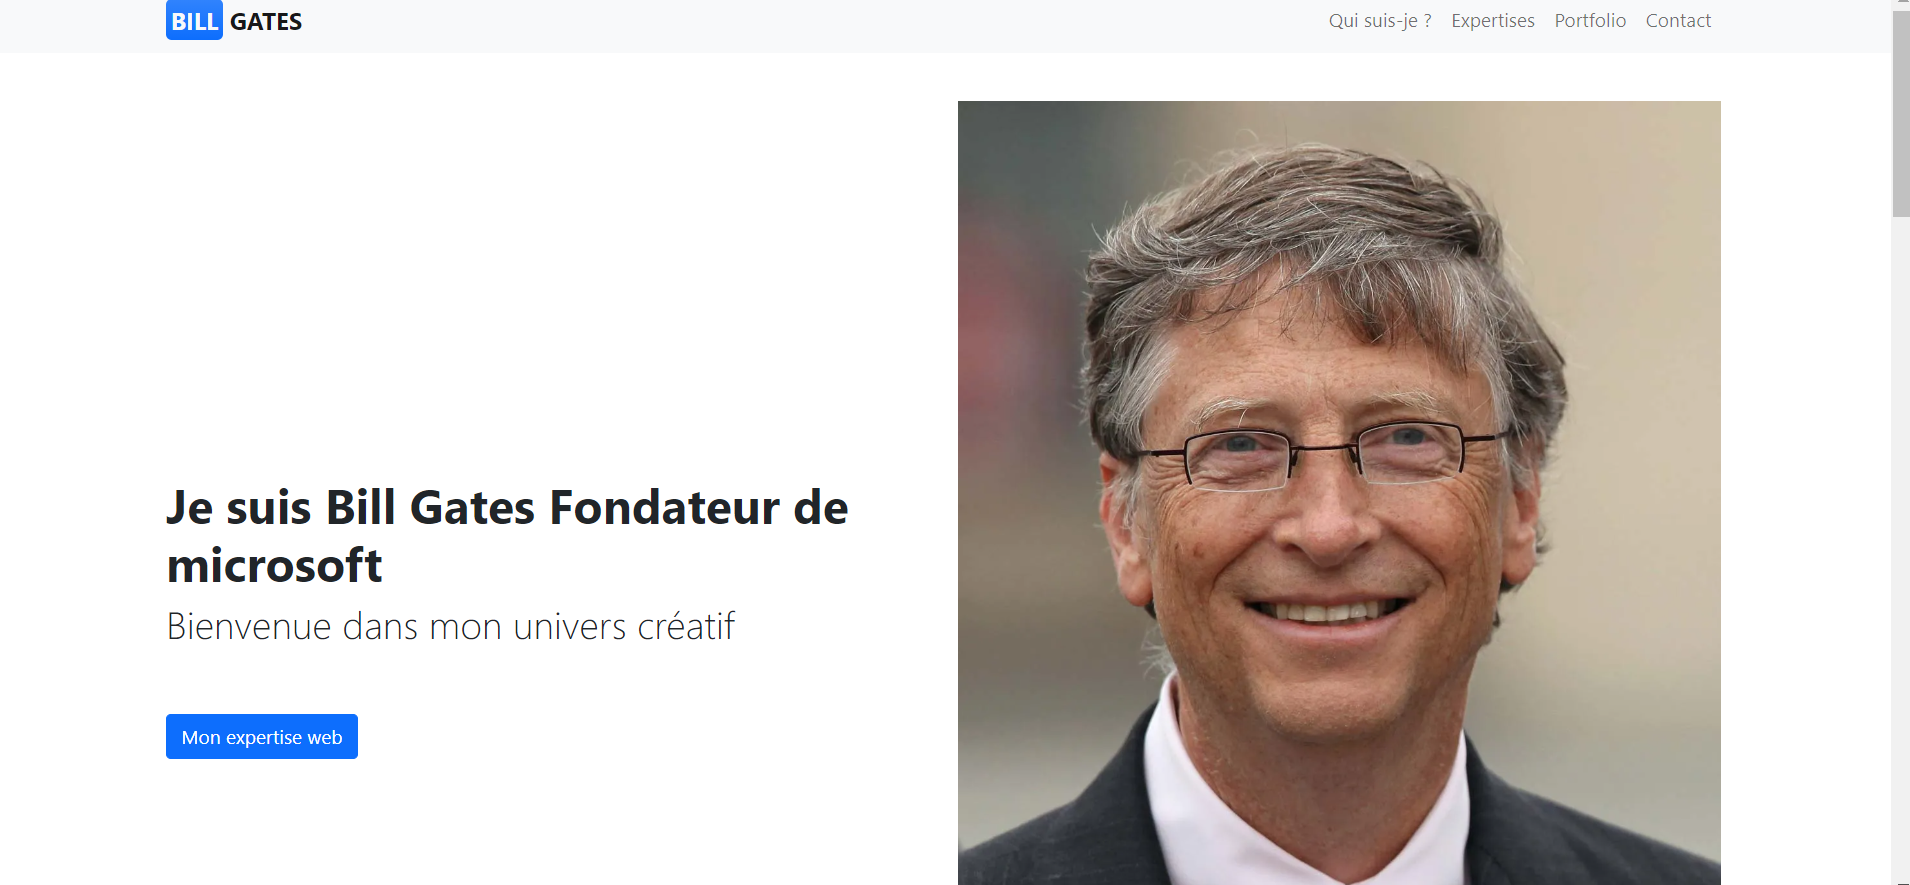 BILL GATES
Qui suis-je ? Expertises Portfolio Contact
Je suis Bill Gates Fondateur de
microsoft
Bienvenue dans mon univers créatif
Mon expertise web